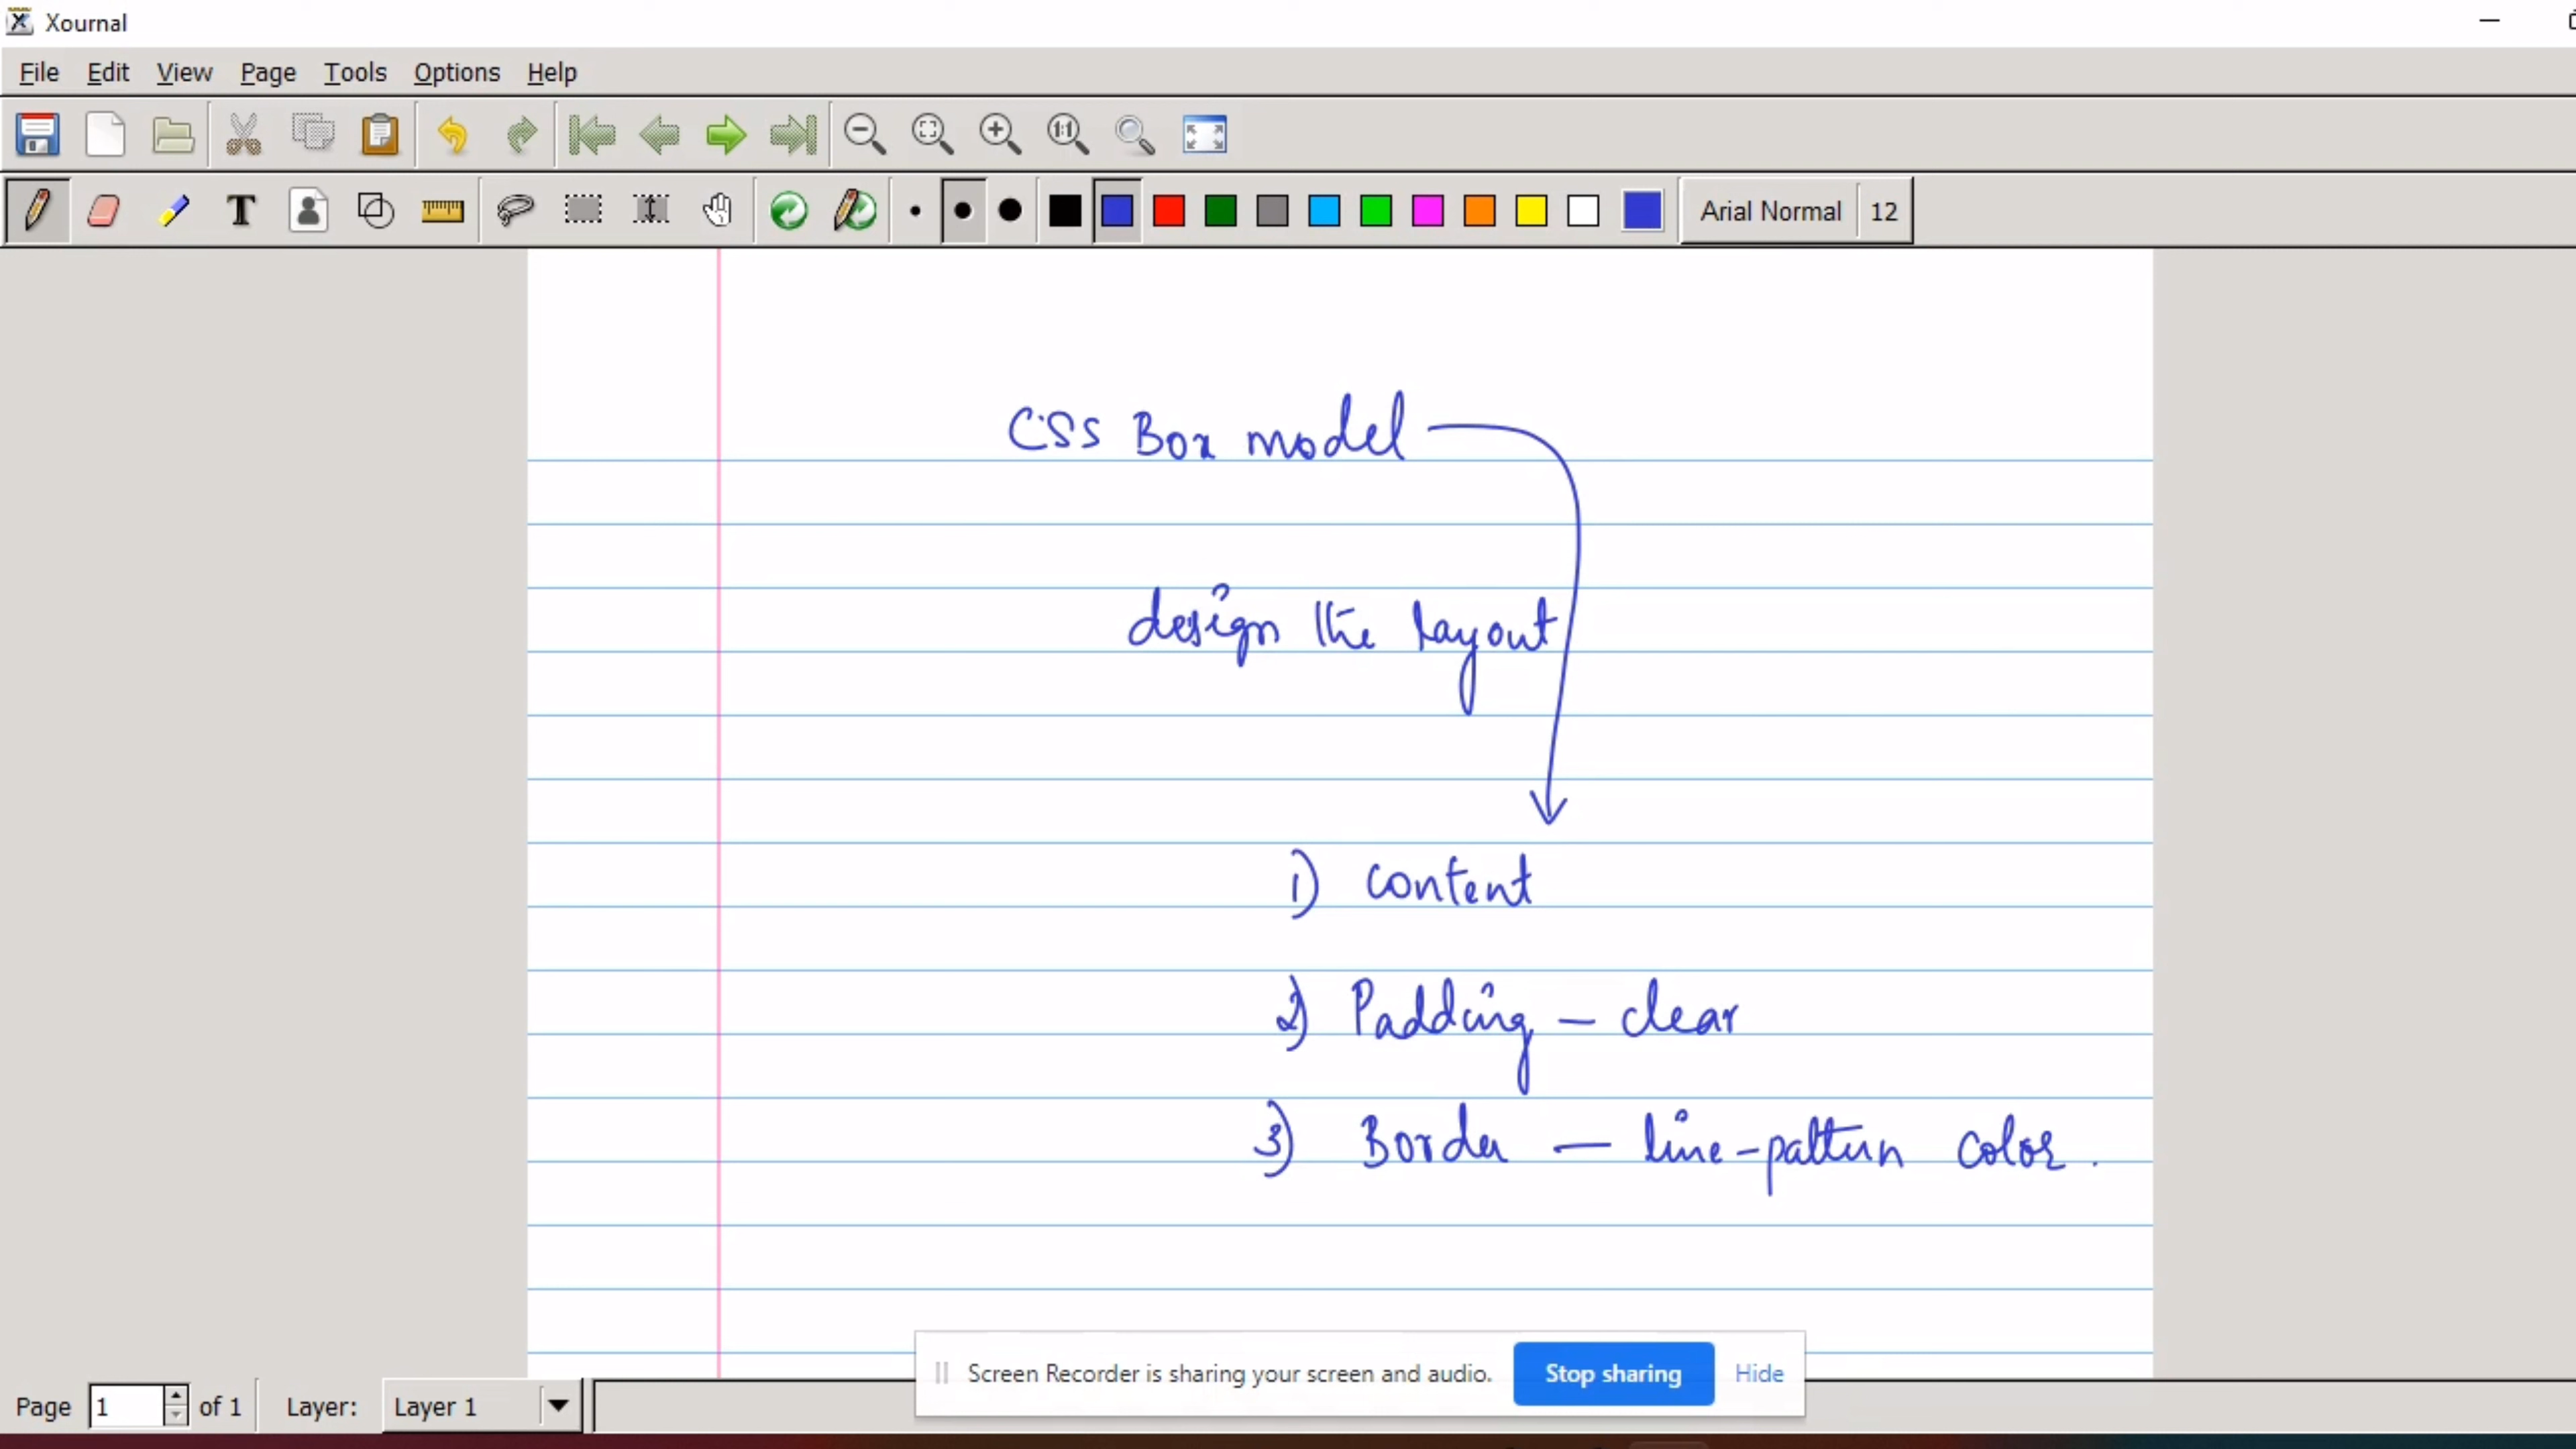 Xournal
File Edit View Page Tools Options Help
Arial Normal 12
CSS Box model
design the layout
1) content
2) Padding - clear
3) Border - line-pattern color.
Screen Recorder is sharing your screen and audio. Stop sharing Hide
Page 1 of 1 Layer: Layer 1